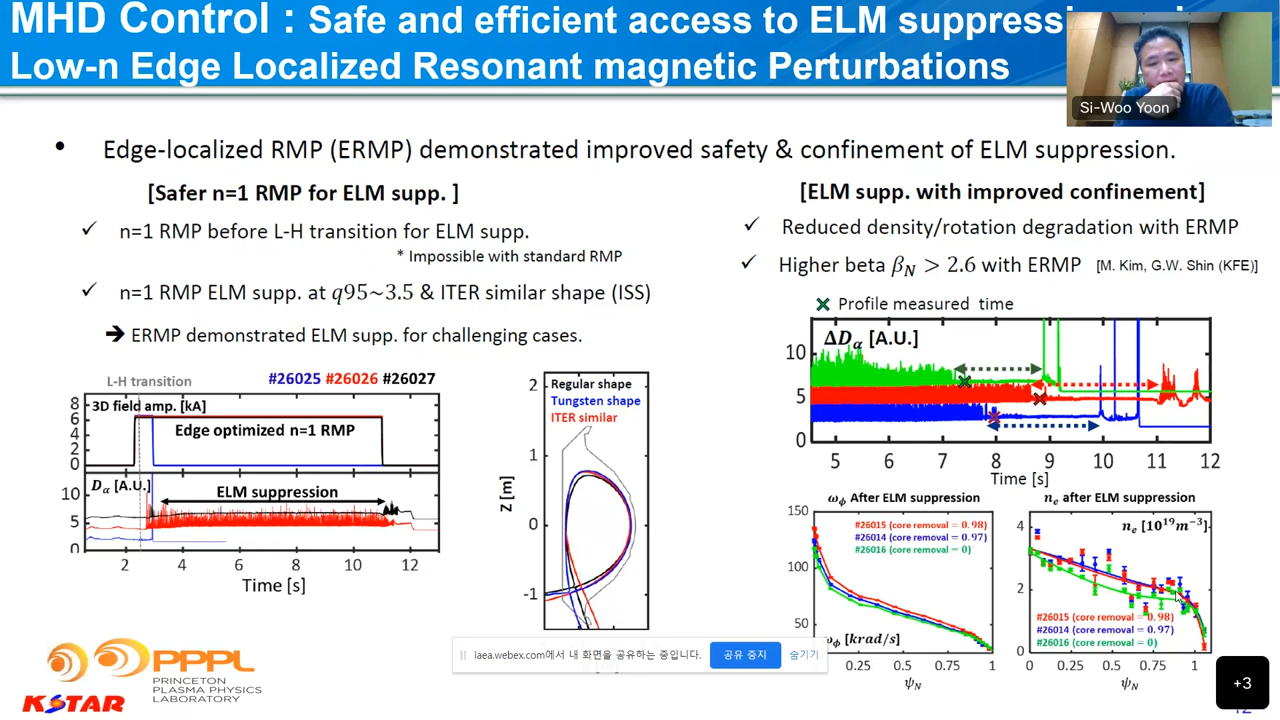 MHD Control : Safe and efficient access to ELM suppress
Low-n Edge Localized Resonant magnetic Perturbations
Si-Woo Yoon
• Edge-localized RMP (ERMP) demonstrated improved safety & confinement of ELM suppression.
[Safer n=1 RMP for ELM supp. ]
✓ n=1 RMP before L-H transition for ELM supp.
* Impossible with standard RMP
✓ n=1 RMP ELM supp. at q95~3.5 & ITER similar shape (ISS)
➔ ERMP demonstrated ELM supp. for challenging cases.
[ELM supp. with improved confinement]
✓ Reduced density/rotation degradation with ERMP
✓ Higher beta βN > 2.6 with ERMP [M. Kim, G.W. Shin (KFE)]
L-H transition #26025 #26026 #26027
8
6
4
2
0
3D field amp. [kA]
Edge optimized n=1 RMP
10
5
0
Dα [A.U.]
ELM suppression
2 4 6 8 10 12
Time [s]
Regular shape
Tungsten shape
ITER similar
2
1
0
-1
Z [m]
Profile measured time
ΔDα [A.U.]
10
5
0
5 6 7 8 9 10 11 12
Time [s]
ωϕ After ELM suppression
150
100
50
#26015 (core removal = 0.98)
#26014 (core removal = 0.97)
#26016 (core removal = 0)
ωϕ [krad/s]
0.25 0.5 0.75 1
ψN
ne after ELM suppression
4
2
0
ne [10¹⁹m⁻³]
#26015 (core removal = 0.98)
#26014 (core removal = 0.97)
#26016 (core removal = 0)
0 0.25 0.5 0.75 1
ψN
iaea.webex.com에서 내 화면을 공유하는 중입니다. 공유 중지 숨기기
KSTAR
PPPL
PRINCETON
PLASMA PHYSICS
LABORATORY
+3